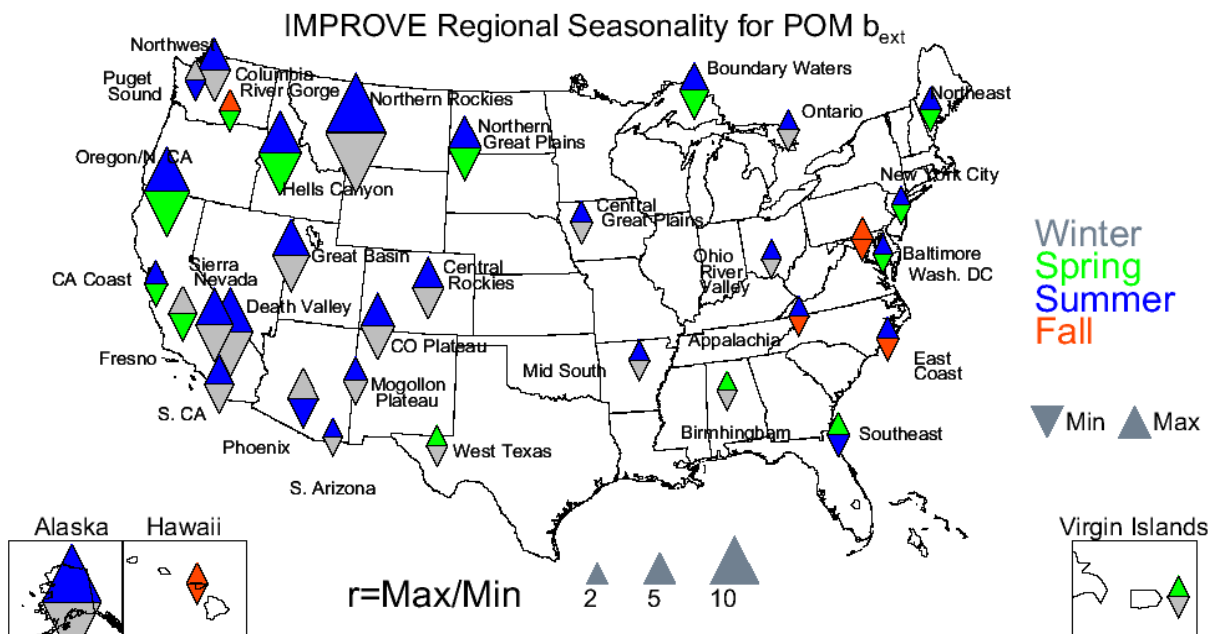 IMPROVE Regional Seasonality for POM bext
Northwest
Puget
Sound
Columbia
River Gorge
Northern Rockies
Boundary Waters
Ontario
Northeast
Northern
Great Plains
Oregon/N. CA
Hells Canyon
New York City
Central
Great Plains
Great Basin
Central
Rockies
Ohio
River
Valley
Baltimore
Wash. DC
CA Coast
Sierra
Nevada
Death Valley
CO Plateau
Fresno
Mid South
Appalachia
East
Coast
S. CA
Mogollon
Plateau
Phoenix
West Texas
Birmhingham
Southeast
S. Arizona
Winter
Spring
Summer
Fall
Min Max
Alaska
Hawaii
Virgin Islands
r=Max/Min
2 5 10